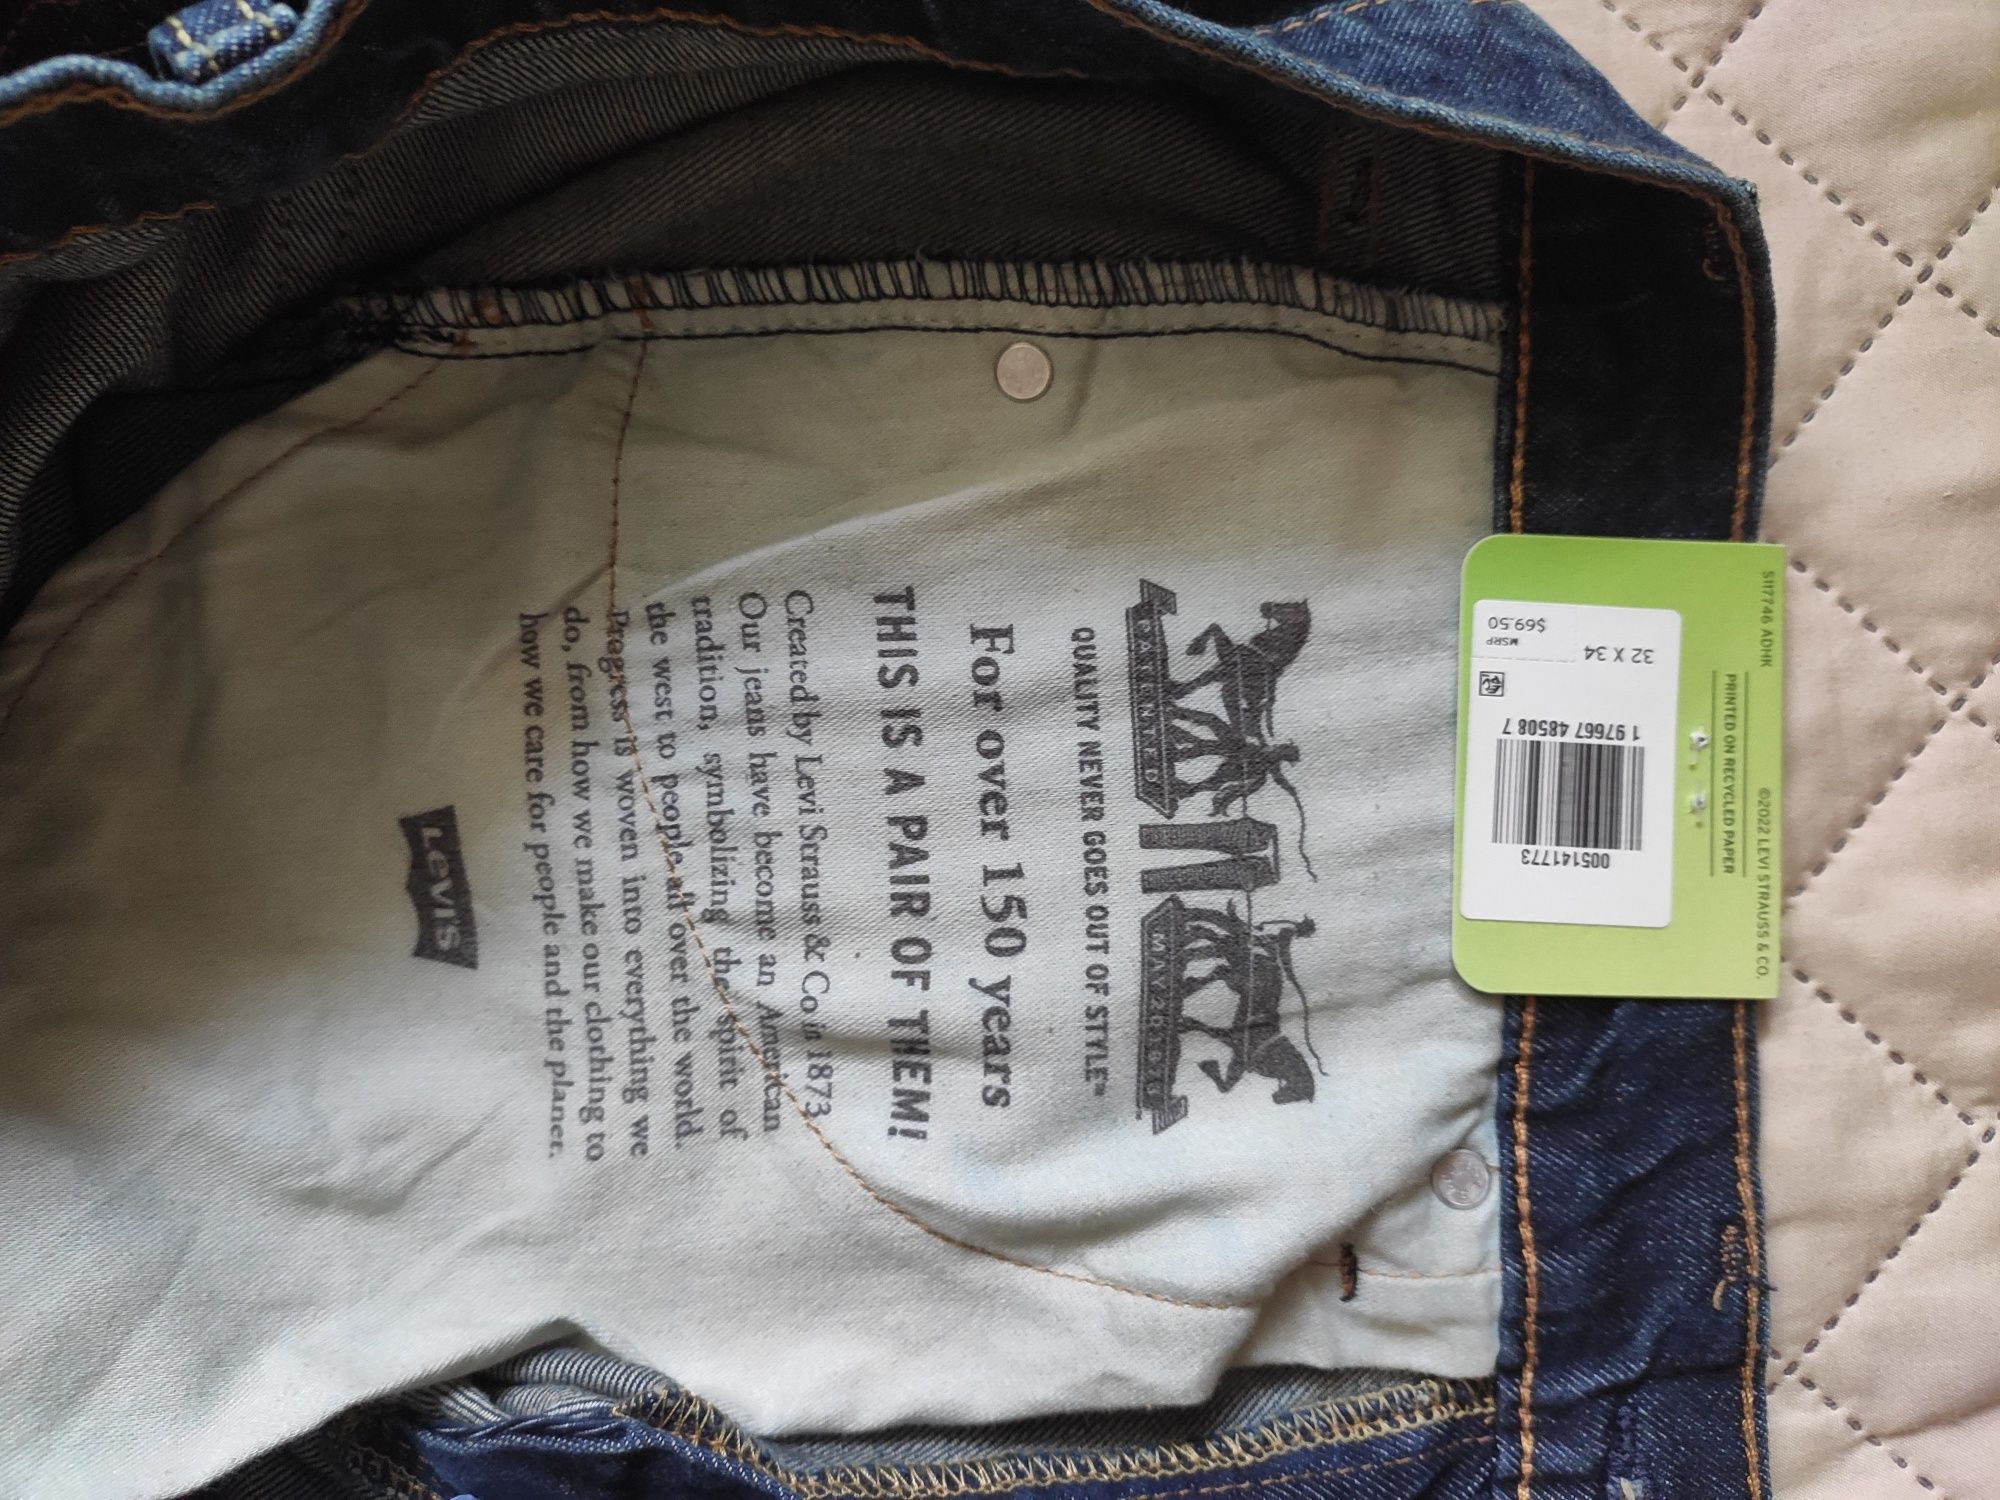 PATENTED
MAY 20 1873
QUALITY NEVER GOES OUT OF STYLE™
For over 150 years
THIS IS A PAIR OF THEM!
Created by Levi Strauss & Co in 1873
Our jeans have become an American
tradition, symbolizing the spirit of
the west to people all over the world.
Progress is woven into everything we
do, from how we make our clothing to
how we care for people and the planet.
Levi's
S117746 ADHK
©2022 LEVI STRAUSS & CO.
PRINTED ON RECYCLED PAPER
005141773
1 97667 48508 7
32 X 34
MSRP
$69.50